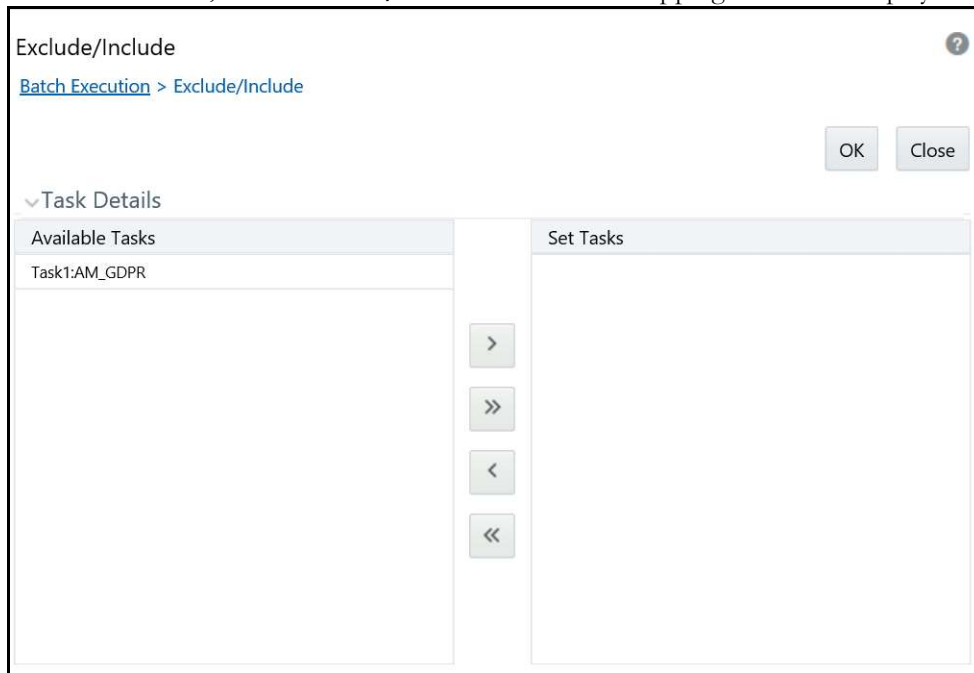 Exclude/Include
Batch Execution > Exclude/Include
OK Close
Task Details
Available Tasks Set Tasks
Task1:AM_GDPR
>
>>
<
<<